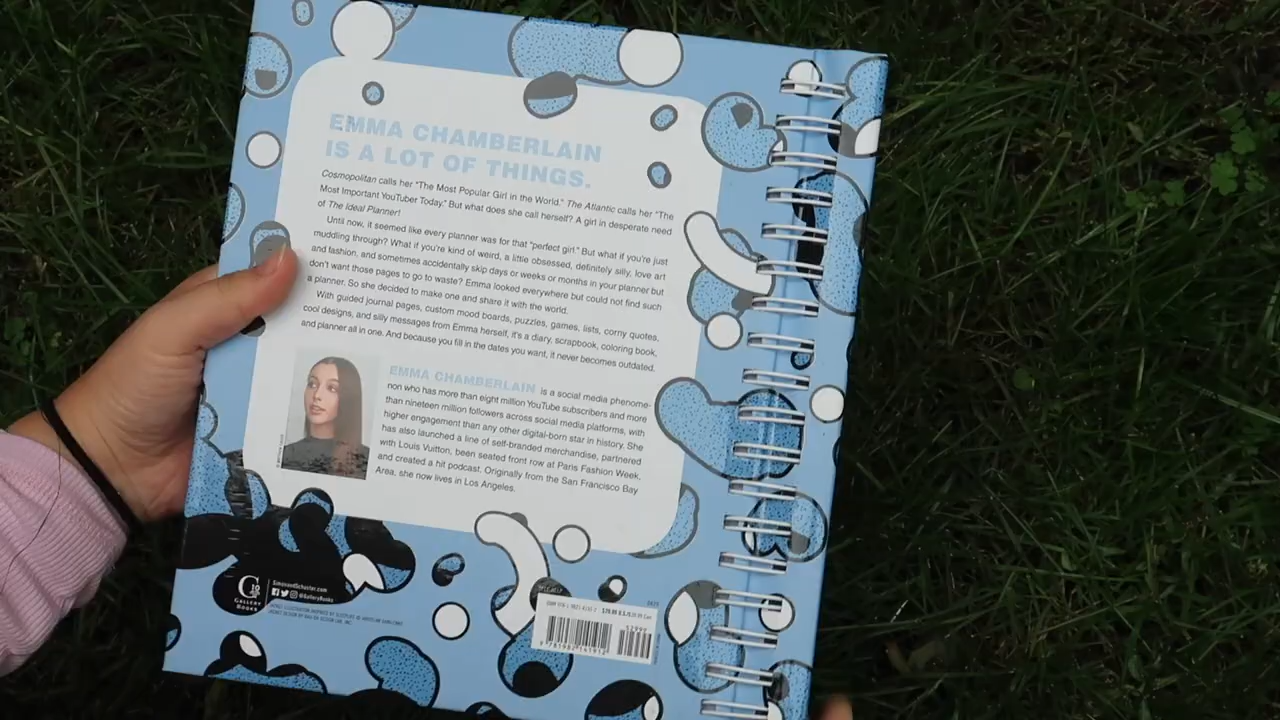 EMMA CHAMBERLAIN
IS A LOT OF THINGS.
Cosmopolitan calls her "The Most Popular Girl in the World." The Atlantic calls her "The
Most Important YouTuber Today." But what does she call herself? A girl in desperate need
of The Ideal Planner!
Until now, it seemed like every planner was for that "perfect girl." But what if you're just
muddling through? What if you're kind of weird, a little obsessed, definitely silly, love art
and fashion, and sometimes accidentally skip days or weeks or months in your planner but
don't want those pages to go to waste? Emma looked everywhere but could not find such
a planner. So she decided to make one and share it with the world.
With guided journal pages, custom mood boards, puzzles, games, lists, corny quotes,
cool designs, and silly messages from Emma herself, it's a diary, scrapbook, coloring book,
and planner all in one. And because you fill in the dates you want, it never becomes outdated.
EMMA CHAMBERLAIN is a social media phenome-
non who has more than eight million YouTube subscribers and more
than nineteen million followers across social media platforms, with
higher engagement than any other digital-born star in history. She
has also launched a line of self-branded merchandise, partnered
with Louis Vuitton, been seated front row at Paris Fashion Week,
and created a hit podcast. Originally from the San Francisco Bay
Area, she now lives in Los Angeles.
GALLERY
BOOKS
SimonandSchuster.com
@GalleryBooks